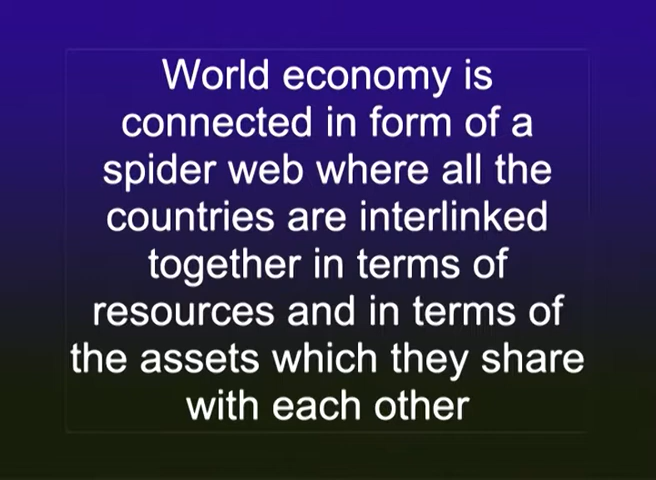 World economy is
connected in form of a
spider web where all the
countries are interlinked
together in terms of
resources and in terms of
the assets which they share
with each other